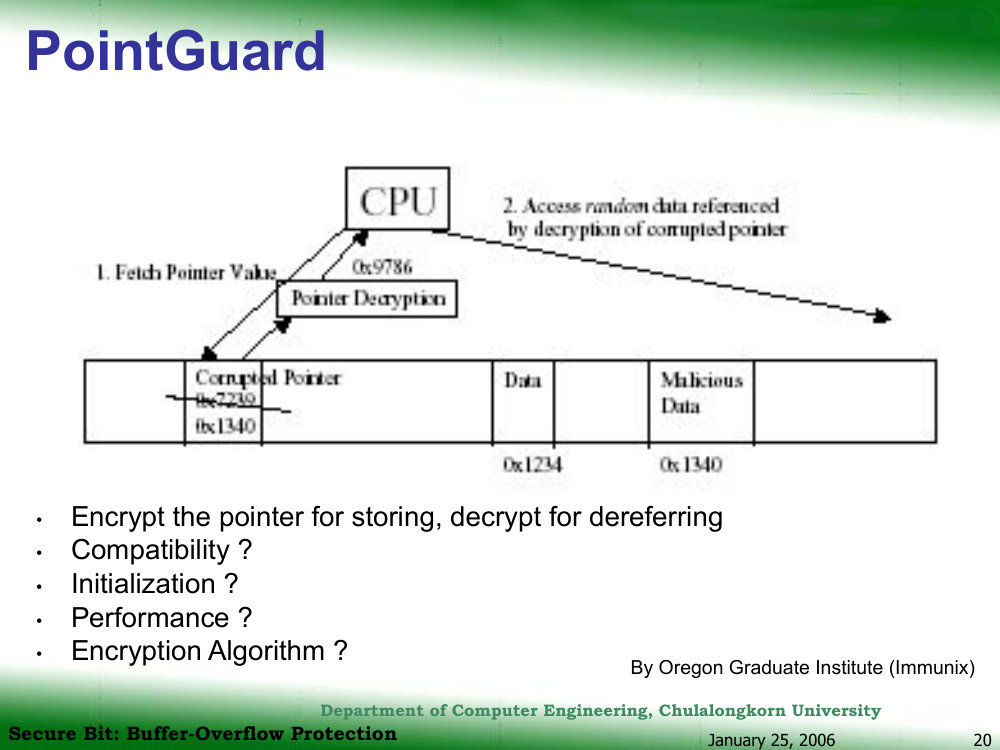 PointGuard
CPU
2. Access random data referenced
by decryption of corrupted pointer
1. Fetch Pointer Value
0x9786
Pointer Decryption
Corrupted Pointer
0x7239
0x1340
Data
Malicious
Data
0x1234
0x1340
• Encrypt the pointer for storing, decrypt for dereferring
• Compatibility ?
• Initialization ?
• Performance ?
• Encryption Algorithm ?
By Oregon Graduate Institute (Immunix)
Department of Computer Engineering, Chulalongkorn University
Secure Bit: Buffer-Overflow Protection
January 25, 2006
20